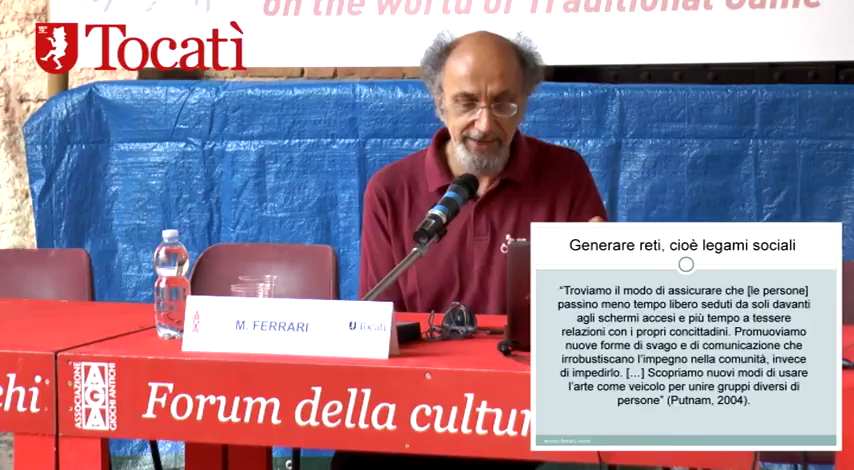 on the World of Traditional Game
Tocatì
Generare reti, cioè legami sociali
“Troviamo il modo di assicurare che [le persone]
passino meno tempo libero seduti da soli davanti
agli schermi accesi e più tempo a tessere
relazioni con i propri concittadini. Promuoviamo
nuove forme di svago e di comunicazione che
irrobustiscano l’impegno nella comunità, invece
di impedirlo. […] Scopriamo nuovi modi di usare
l’arte come veicolo per unire gruppi diversi di
persone” (Putnam, 2004).
M. FERRARI
Tocatì
chi
ASSOCIAZIONE
AGA
GIOCHI ANTICHI
Forum della cultur